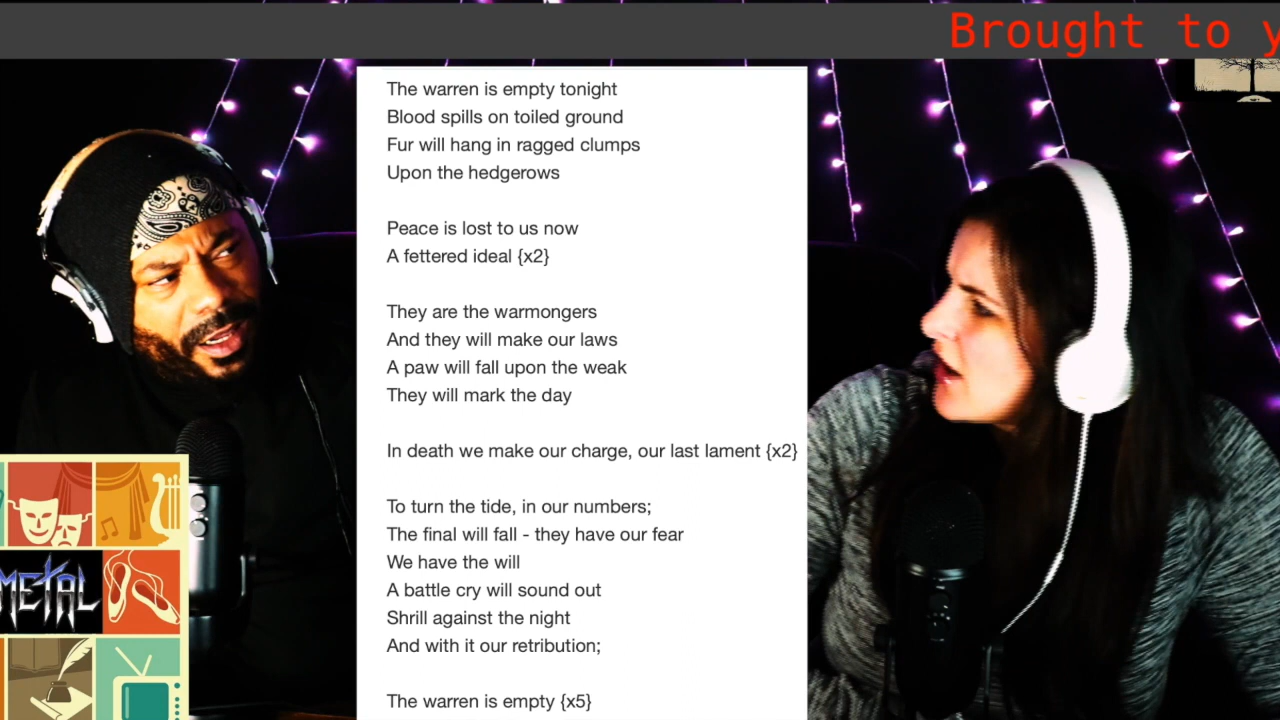 Brought to y
The warren is empty tonight
Blood spills on toiled ground
Fur will hang in ragged clumps
Upon the hedgerows
Peace is lost to us now
A fettered ideal {x2}
They are the warmongers
And they will make our laws
A paw will fall upon the weak
They will mark the day
In death we make our charge, our last lament {x2}
To turn the tide, in our numbers;
The final will fall - they have our fear
We have the will
A battle cry will sound out
Shrill against the night
And with it our retribution;
The warren is empty {x5}
METAL